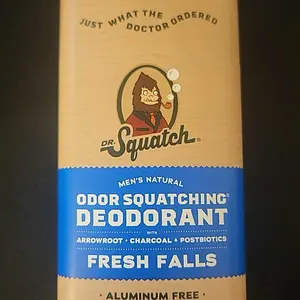 JUST WHAT THE
DOCTOR ORDERED
DR.
Squatch®
MEN'S NATURAL
ODOR SQUATCHING®
DEODORANT
WITH
ARROWROOT • CHARCOAL + POSTBIOTICS
FRESH FALLS
• ALUMINUM FREE •